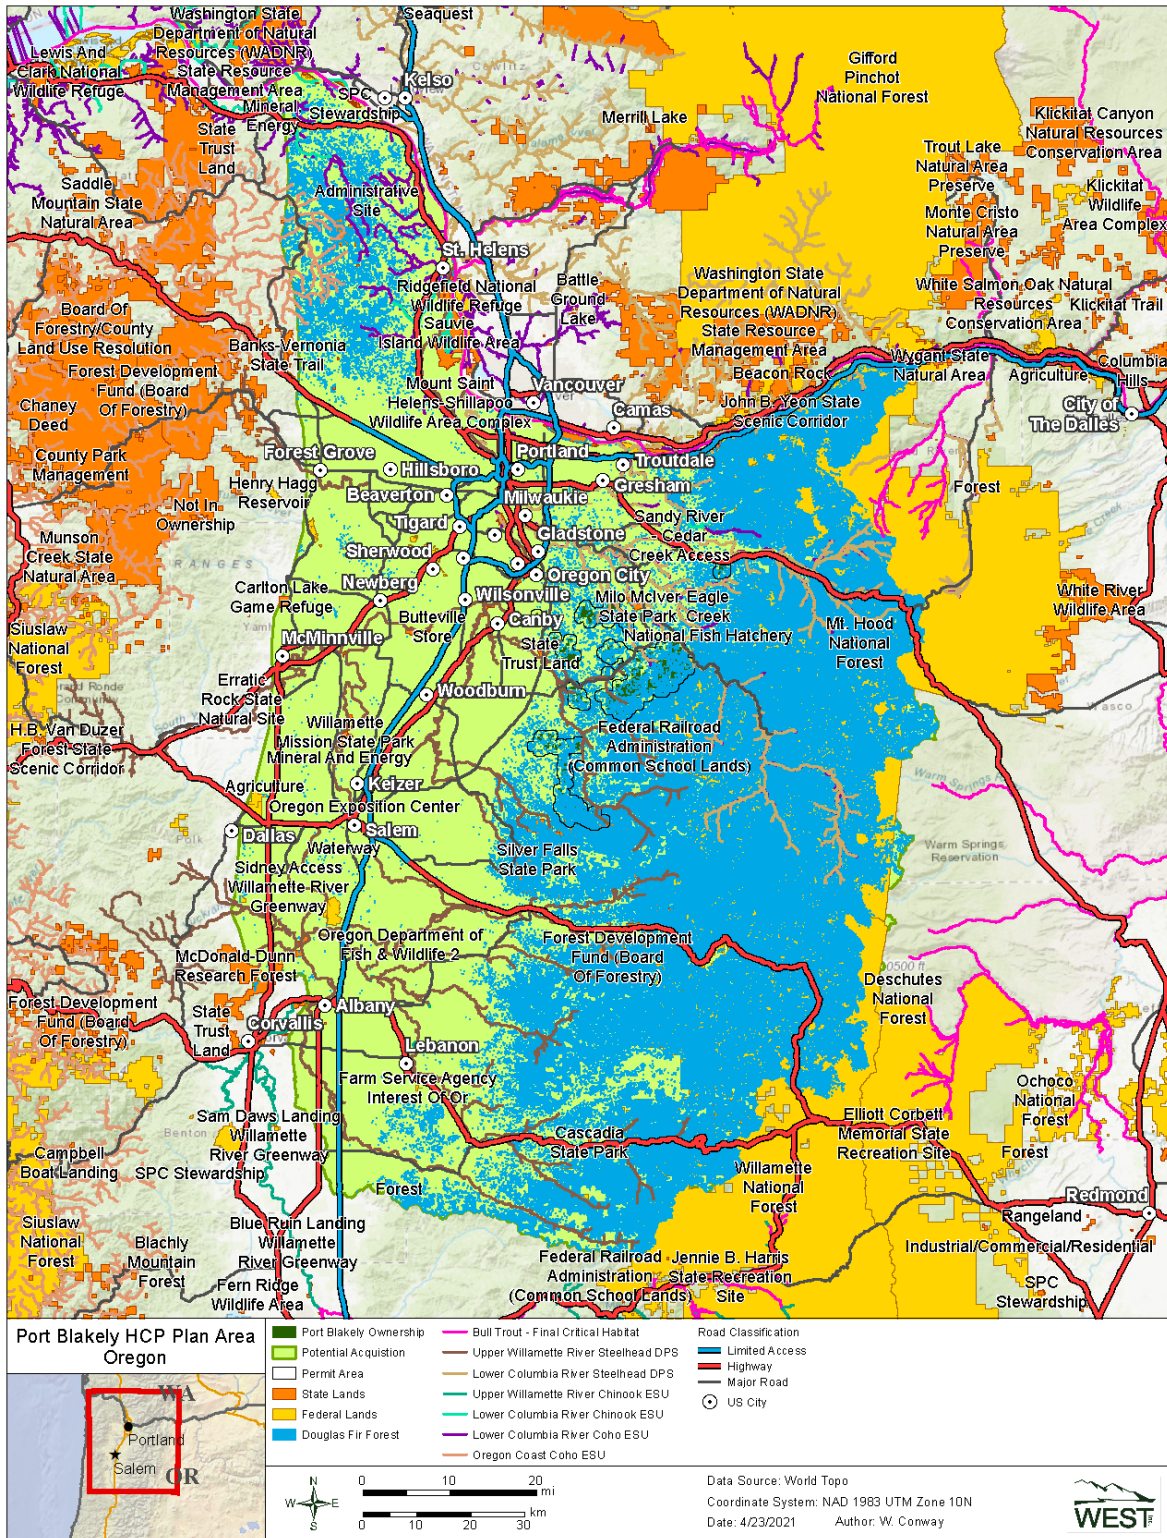 Seaquest
Washington State
Department of Natural
Resources (WADNR)
State Resource
Management Area
Lewis And
Clark National
Wildlife Refuge
Kelso
SPC
Stewardship
Mineral
Energy
State
Trust
Land
Gifford
Pinchot
National Forest
Merrill Lake
Klickitat Canyon
Natural Resources
Conservation Area
Trout Lake
Natural Area
Preserve
Klickitat
Wildlife
Area Complex
Monte Cristo
Natural Area
Preserve
Saddle
Mountain State
Natural Area
Administrative
Site
St. Helens
Ridgefield National
Wildlife Refuge
Sauvie
Island Wildlife Area
Battle
Ground
Lake
Washington State
Department of Natural
Resources (WADNR)
State Resource
Management Area
White Salmon Oak Natural
Resources
Conservation Area
Klickitat Trail
Board Of
Forestry/County
Land Use Resolution
Banks-Vernonia
State Trail
Forest Development
Fund (Board
Of Forestry)
Beacon Rock
Wygant State
Natural Area
Agriculture
Columbia
Hills
Mount Saint
Helens-Shillapoo
Wildlife Area Complex
Vancouver
Camas
John B. Yeon State
Scenic Corridor
City of
The Dalles
Chaney
Deed
County Park
Management
Forest Grove
Hillsboro
Portland
Troutdale
Gresham
Henry Hagg
Reservoir
Beaverton
Milwaukie
Forest
Not In
Ownership
Tigard
Gladstone
Sandy River
- Cedar
Creek Access
Munson
Creek State
Natural Area
RANGES
Sherwood
Newberg
Oregon City
Carlton Lake
Game Refuge
Wilsonville
Butteville
Store
Canby
Milo McIver Eagle
State Park Creek
National Fish Hatchery
White River
Wildlife Area
Siuslaw
National
Forest
McMinnville
State
Trust Land
Mt. Hood
National
Forest
Erratic
Rock State
Natural Site
Woodburn
Wasco
H.B. Van Duzer
Forest State
Scenic Corridor
Willamette
Mission State Park
Mineral And Energy
Federal Railroad
Administration
(Common School Lands)
Agriculture
Keizer
Oregon Exposition Center
Dallas
Polk
Salem
Waterway
Silver Falls
State Park
Warm Springs
Reservation
Sidney Access
Willamette River
Greenway
McDonald-Dunn
Research Forest
Oregon Department of
Fish & Wildlife 2
Forest Development
Fund (Board
Of Forestry)
Deschutes
National
Forest
Forest Development
Fund (Board
Of Forestry)
State
Trust
Land
Albany
Corvallis
Lebanon
Farm Service Agency
Interest Of Or
Ochoco
National
Forest
Sam Daws Landing
Willamette
River Greenway
Benton
Campbell
Boat Landing
SPC Stewardship
Cascadia
State Park
Elliott Corbett
Memorial State
Recreation Site
Forest
Willamette
National
Forest
Forest
Redmond
Rangeland
Siuslaw
National
Forest
Blue Ruin Landing
Willamette
River Greenway
Blachly
Mountain
Forest
Industrial/Commercial/Residential
Federal Railroad
Administration
(Common School Lands)
Jennie B. Harris
State Recreation
Site
Fern Ridge
Wildlife Area
SPC
Stewardship
Port Blakely HCP Plan Area
Oregon
WA
Portland
Salem
OR
Port Blakely Ownership
Potential Acquistion
Permit Area
State Lands
Federal Lands
Douglas Fir Forest
Bull Trout - Final Critical Habitat
Upper Willamette River Steelhead DPS
Lower Columbia River Steelhead DPS
Upper Willamette River Chinook ESU
Lower Columbia River Chinook ESU
Lower Columbia River Coho ESU
Oregon Coast Coho ESU
Road Classification
Limited Access
Highway
Major Road
US City
N
W E
S
0 10 20
mi
km
0 10 20 30
Data Source: World Topo
Coordinate System: NAD 1983 UTM Zone 10N
Date: 4/23/2021 Author: W. Conway
WEST Inc.